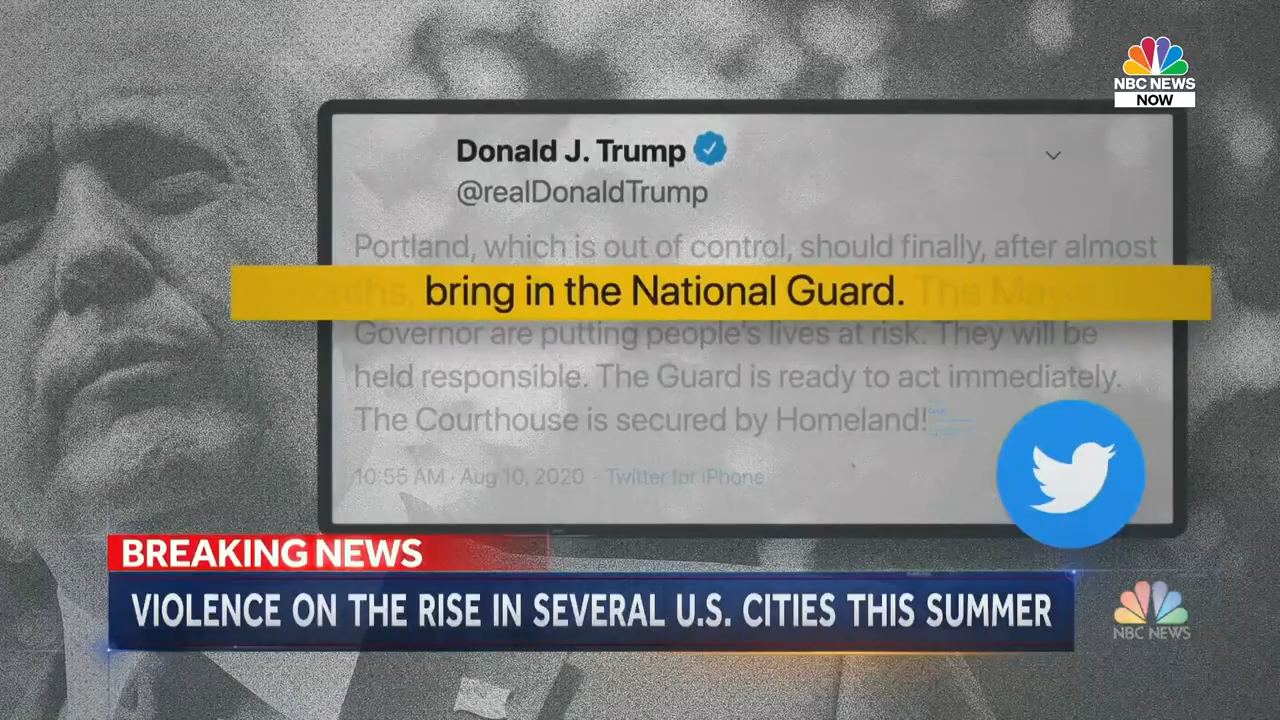 NBC NEWS
NOW
Donald J. Trump
@realDonaldTrump
Portland, which is out of control, should finally, after almost
bring in the National Guard. The
Governor are putting people's lives at risk. They will be
held responsible. The Guard is ready to act immediately.
The Courthouse is secured by Homeland!
10:55 AM · Aug 10, 2020 · Twitter for iPhone
BREAKING NEWS
VIOLENCE ON THE RISE IN SEVERAL U.S. CITIES THIS SUMMER
NBC NEWS